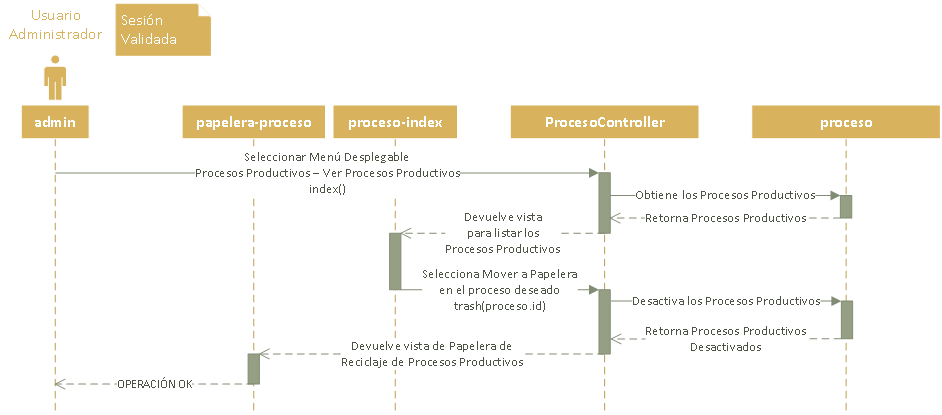 Usuario
Administrador
Sesión
Validada
admin
papelera-proceso
proceso-index
ProcesoController
proceso
Seleccionar Menú Desplegable
Procesos Productivos – Ver Procesos Productivos
index()
Obtiene los Procesos Productivos
Retorna Procesos Productivos
Devuelve vista
para listar los
Procesos Productivos
Selecciona Mover a Papelera
en el proceso deseado
trash(proceso.id)
Desactiva los Procesos Productivos
Retorna Procesos Productivos
Desactivados
Devuelve vista de Papelera de
Reciclaje de Procesos Productivos
OPERACIÓN OK